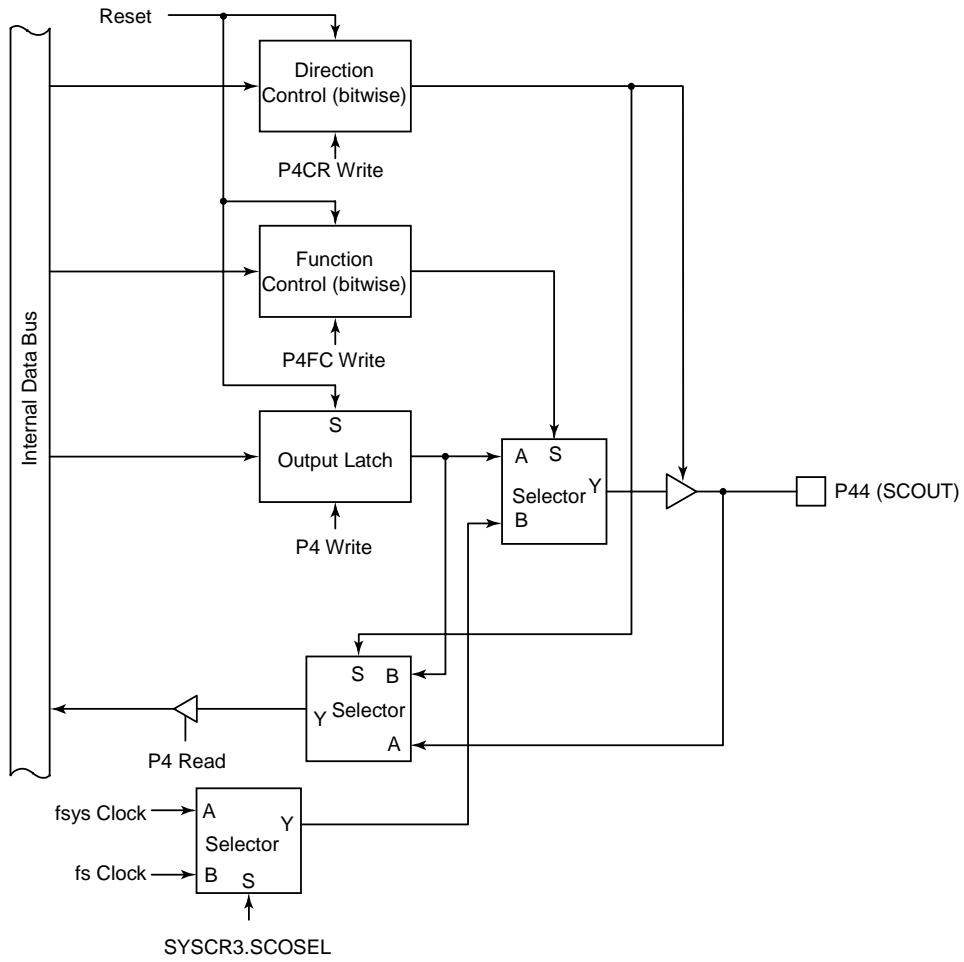 Reset
Direction
Control (bitwise)
P4CR Write
Function
Control (bitwise)
P4FC Write
Internal Data Bus
S
Output Latch
P4 Write
A
S
Selector
Y
B
P44 (SCOUT)
S
B
Y
Selector
A
P4 Read
fsys Clock
A
Y
Selector
fs Clock
B
S
SYSCR3.SCOSEL